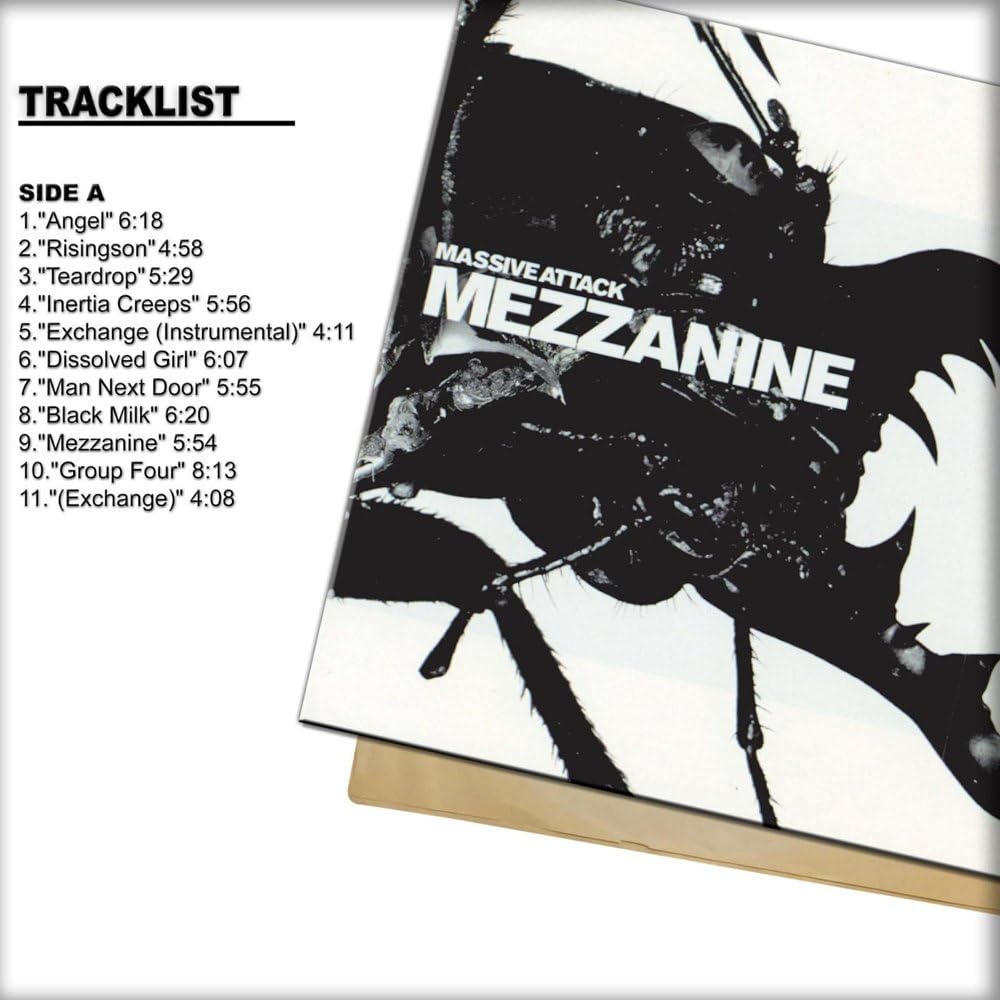 TRACKLIST
SIDE A
1."Angel" 6:18
2."Risingson" 4:58
3."Teardrop" 5:29
4."Inertia Creeps" 5:56
5."Exchange (Instrumental)" 4:11
6."Dissolved Girl" 6:07
7."Man Next Door" 5:55
8."Black Milk" 6:20
9."Mezzanine" 5:54
10."Group Four" 8:13
11."(Exchange)" 4:08
MASSIVE ATTACK
MEZZANINE